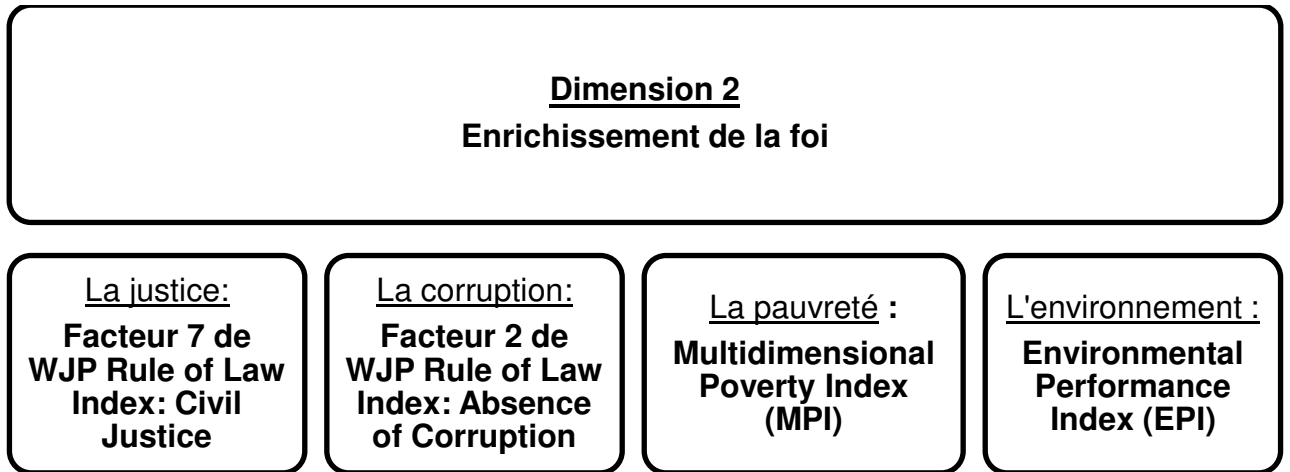 Dimension 2
Enrichissement de la foi
La justice:
Facteur 7 de
WJP Rule of Law
Index: Civil
Justice
La corruption:
Facteur 2 de
WJP Rule of Law
Index: Absence
of Corruption
La pauvreté :
Multidimensional
Poverty Index
(MPI)
L'environnement :
Environmental
Performance
Index (EPI)